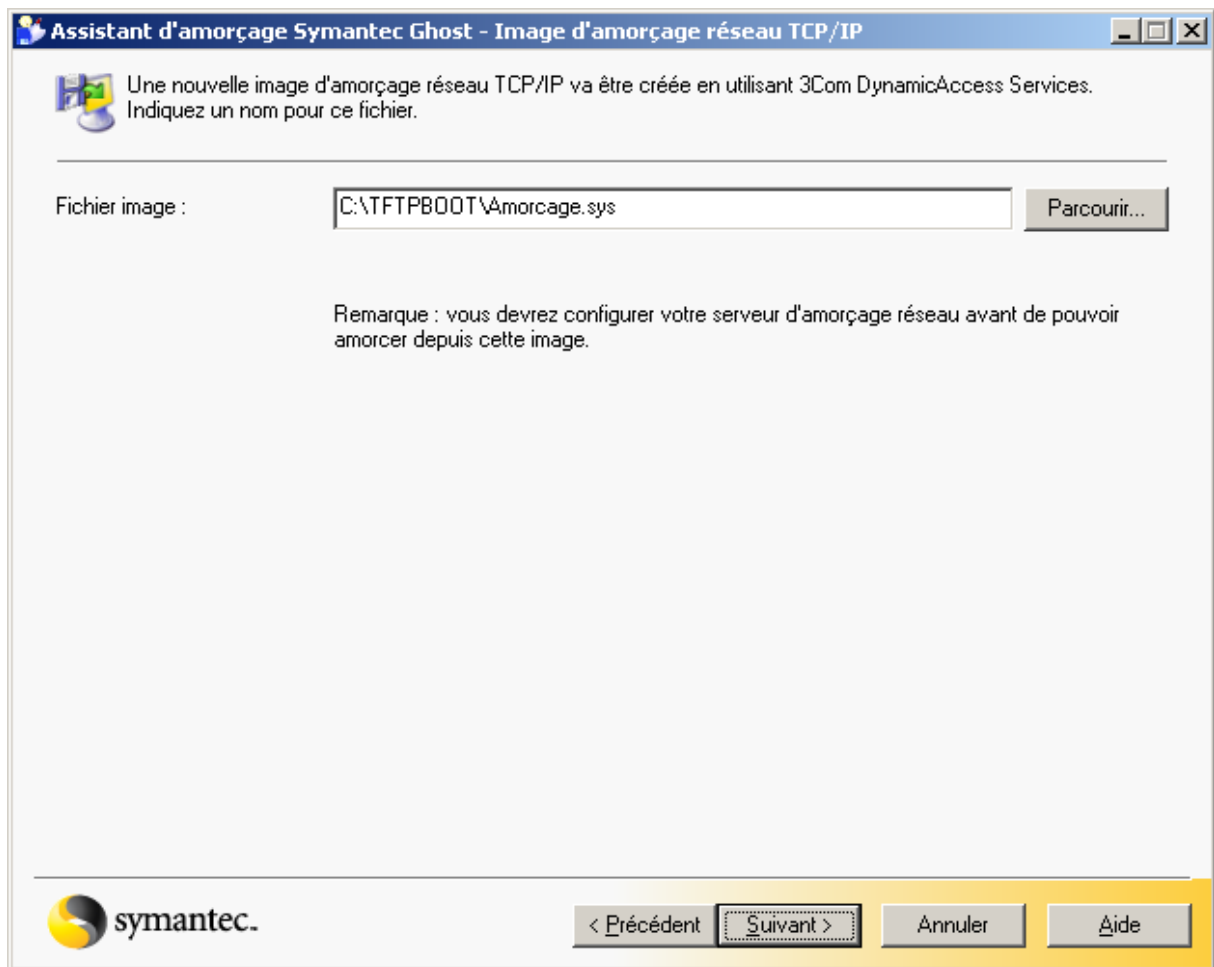 Assistant d'amorçage Symantec Ghost - Image d'amorçage réseau TCP/IP
Une nouvelle image d'amorçage réseau TCP/IP va être créée en utilisant 3Com DynamicAccess Services.
Indiquez un nom pour ce fichier.
Fichier image : C:\TFTPBOOT\Amorcage.sys Parcourir...
Remarque : vous devrez configurer votre serveur d'amorçage réseau avant de pouvoir
amorcer depuis cette image.
symantec. < Précédent Suivant > Annuler Aide